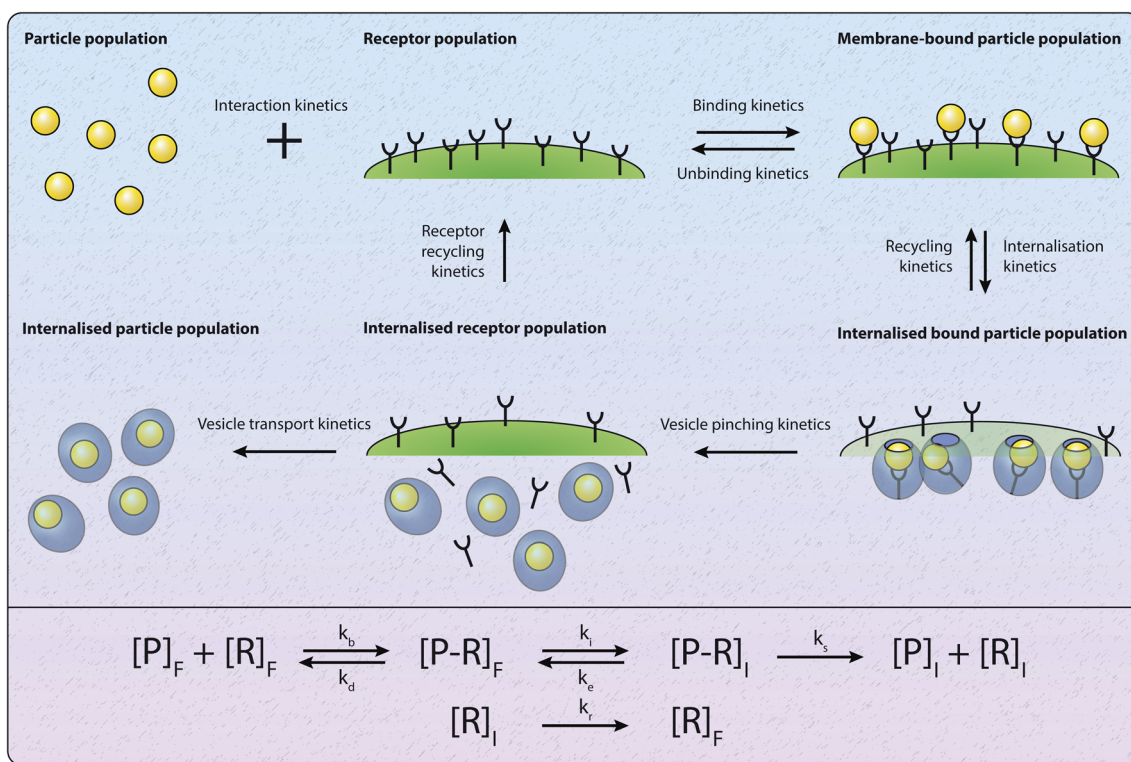 Particle population
Receptor population
Membrane-bound particle population
Interaction kinetics
+
Binding kinetics
Unbinding kinetics
Receptor
recycling
kinetics
Recycling
kinetics
Internalisation
kinetics
Internalised particle population
Internalised receptor population
Internalised bound particle population
Vesicle transport kinetics
Vesicle pinching kinetics
[P]F + [R]F kb kd [P-R]F ki ke [P-R]I ks [P]I + [R]I
[R]I kr [R]F